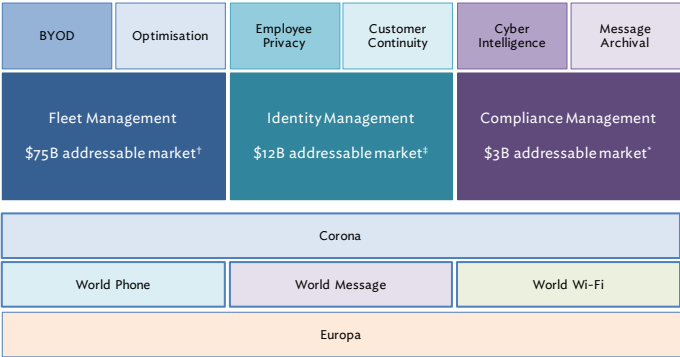 BYOD
Optimisation
Employee
Privacy
Customer
Continuity
Cyber
Intelligence
Message
Archival
Fleet Management
$75B addressable market†
Identity Management
$12B addressable market‡
Compliance Management
$3B addressable market*
Corona
World Phone
World Message
World Wi-Fi
Europa